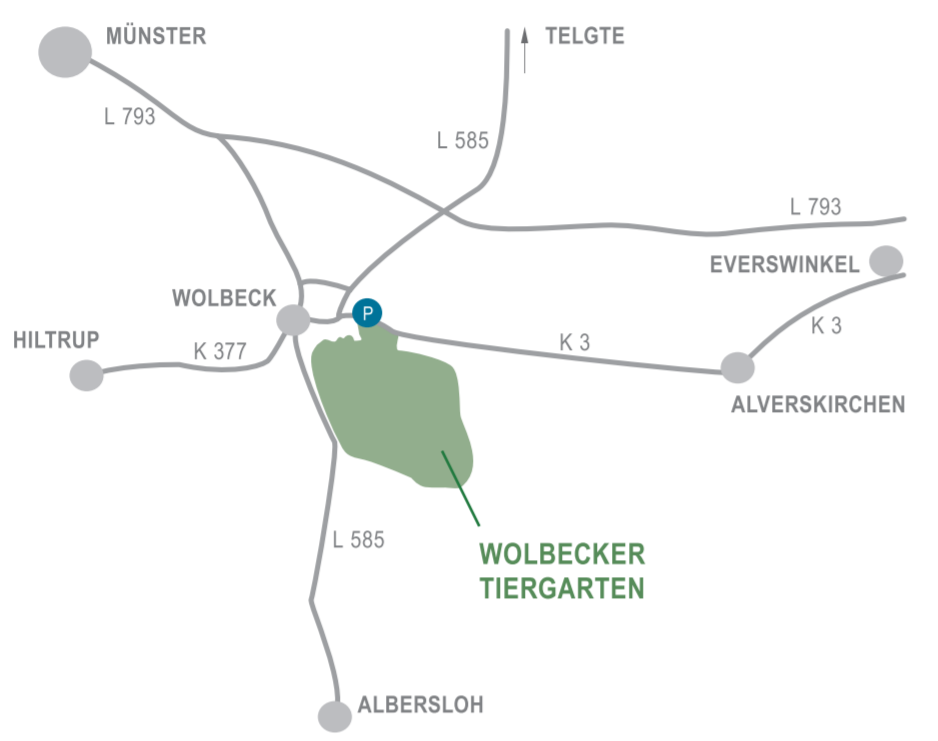 MÜNSTER
TELGTE
L 793
L 585
L 793
EVERSWINKEL
WOLBECK
P
K 3
HILTRUP
K 377
K 3
ALVERSKIRCHEN
L 585
WOLBECKER
TIERGARTEN
ALBERSLOH